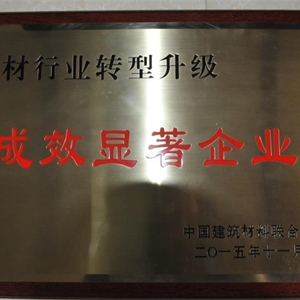 材行业转型升级
成效显著企业
中国建筑材料联合
二〇一五年十一月